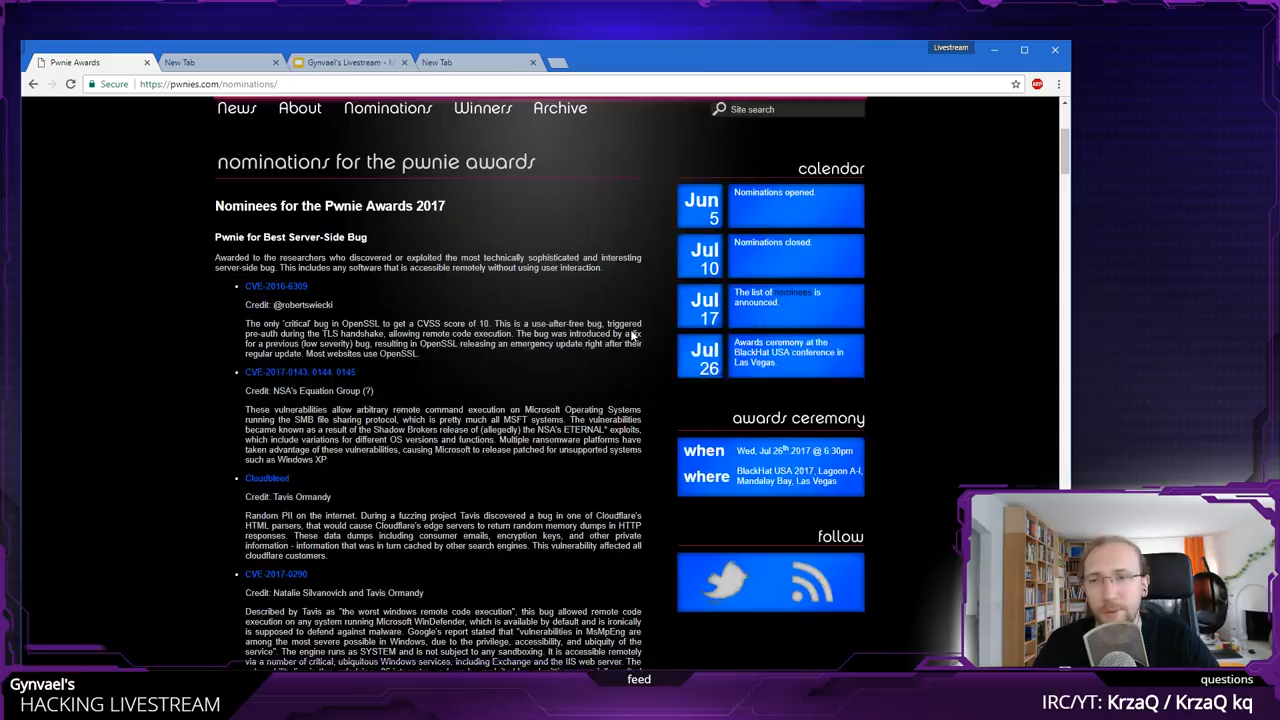 Livestream
Pwnie Awards
New Tab
Gynvael's Livestream - M
New Tab
Secure
https://pwnies.com/nominations/
News About Nominations Winners Archive
Site search
nominations for the pwnie awards
Nominees for the Pwnie Awards 2017
Pwnie for Best Server-Side Bug
Awarded to the researchers who discovered or exploited the most technically sophisticated and interesting
server-side bug. This includes any software that is accessible remotely without using user interaction.
CVE-2016-6309
Credit: @robertswiecki
The only 'critical' bug in OpenSSL to get a CVSS score of 10. This is a use-after-free bug, triggered
pre-auth during the TLS handshake, allowing remote code execution. The bug was introduced by a fix
for a previous (low severity) bug, resulting in OpenSSL releasing an emergency update right after their
regular update. Most websites use OpenSSL.
CVE-2017-0143, 0144, 0145
Credit: NSA's Equation Group (?)
These vulnerabilities allow arbitrary remote command execution on Microsoft Operating Systems
running the SMB file sharing protocol, which is pretty much all MSFT systems. The vulnerabilities
became known as a result of the Shadow Brokers release of (allegedly) the NSA's ETERNAL* exploits,
which include variations for different OS versions and functions. Multiple ransomware platforms have
taken advantage of these vulnerabilities, causing Microsoft to release patched for unsupported systems
such as Windows XP.
Cloudbleed
Credit: Tavis Ormandy
Random PII on the internet. During a fuzzing project Tavis discovered a bug in one of Cloudflare's
HTML parsers, that would cause Cloudflare's edge servers to return random memory dumps in HTTP
responses. These data dumps including consumer emails, encryption keys, and other private
information - information that was in turn cached by other search engines. This vulnerability affected all
cloudflare customers.
CVE-2017-0290
Credit: Natalie Silvanovich and Tavis Ormandy
Described by Tavis as "the worst windows remote code execution", this bug allowed remote code
execution on any system running Microsoft WinDefender, which is available by default and is ironically
is supposed to defend against malware. Google's report stated that "vulnerabilities in MsMpEng are
among the most severe possible in Windows, due to the privilege, accessibility, and ubiquity of the
service". The engine runs as SYSTEM and is not subject to any sandboxing. It is accessible remotely
via a number of critical, ubiquitous Windows services, including Exchange and the IIS web server. The
calendar
Jun
5
Nominations opened.
Jul
10
Nominations closed.
Jul
17
The list of nominees is
announced.
Jul
26
Awards ceremony at the
BlackHat USA conference in
Las Vegas.
awards ceremony
when
Wed, Jul 26th 2017 @ 6:30pm
where
BlackHat USA 2017, Lagoon A-I,
Mandalay Bay, Las Vegas
follow
Gynvael's
HACKING LIVESTREAM
feed
questions
IRC/YT: KrzaQ / KrzaQ kq